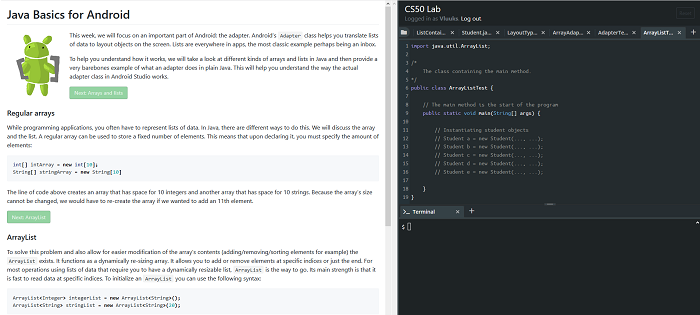 Java Basics for Android
This week, we will focus on an important part of Android: the adapter. Android's Adapter class helps you translate lists
of data to layout objects on the screen. Lists are everywhere in apps, the most classic example perhaps being an inbox.
To help you understand how it works, we will take a look at different kinds of arrays and lists in Java and then provide a
very barebones example of what an adapter does in plain Java. This will help you understand the way the actual
adapter class in Android Studio works.
Next: Arrays and lists
Regular arrays
While programming applications, you often have to represent lists of data. In Java, there are different ways to do this. We will discuss the array
and the list. A regular array can be used to store a fixed number of elements. This means that upon declaring it, you must specify the amount of
elements:
int[] intArray = new int[10];
String[] stringArray = new String[10]
The line of code above creates an array that has space for 10 integers and another array that has space for 10 strings. Because the array's size
cannot be changed, we would have to re-create the array if we wanted to add an 11th element.
Next: ArrayList
ArrayList
To solve this problem and also allow for easier modification of the array's contents (adding/removing/sorting elements for example) the
ArrayList exists. It functions as a dynamically re-sizing array. It allows you to add or remove elements at specific indices or just the end. For
most operations using lists of data that require you to have a dynamically resizable list, ArrayList is the way to go. Its main strength is that it
is fast to read data at specific indices. To initialize an ArrayList you can use the following syntax:
ArrayList<Integer> integerList = new ArrayList<String>();
ArrayList<String> stringList = new ArrayList<String>(20);
CS50 Lab
Logged in as Vluuks Log out
ListContai... × Student.ja... × LayoutTyp... × ArrayAdap... × AdapterTe... × ArrayListT... ×
1 import java.util.ArrayList;
2
3 /*
4 The class containing the main method.
5 */
6 public class ArrayListTest {
7
8 // The main method is the start of the program
9 public static void main(String[] args) {
10
11 // Instantiating student objects
12 // Student a = new Student(..., ...);
13 // Student b = new Student(..., ...);
14 // Student c = new Student(..., ...);
15 // Student d = new Student(..., ...);
16 // Student e = new Student(..., ...);
17
18 }
19 }
>_ Terminal × +
$